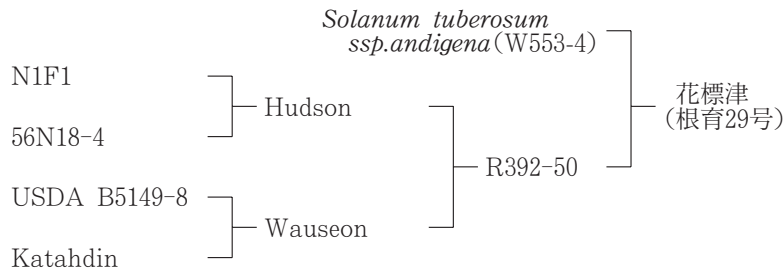 Solanum tuberosum
ssp.andigena(W553-4)
N1F1
花標津
(根育29号)
Hudson
56N18-4
R392-50
USDA B5149-8
Wauseon
Katahdin